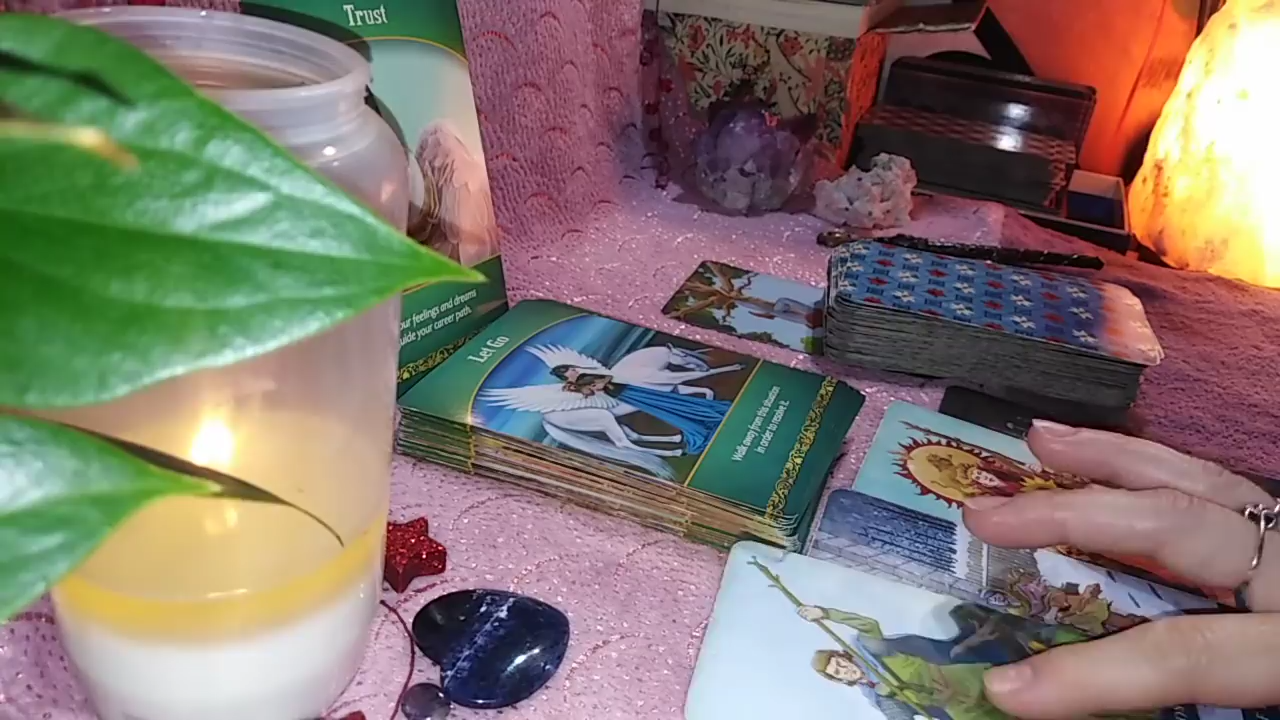 Trust
our feelings and dreams
uide your career path.
Let Go
Walk away from this situation
in order to resolve it.